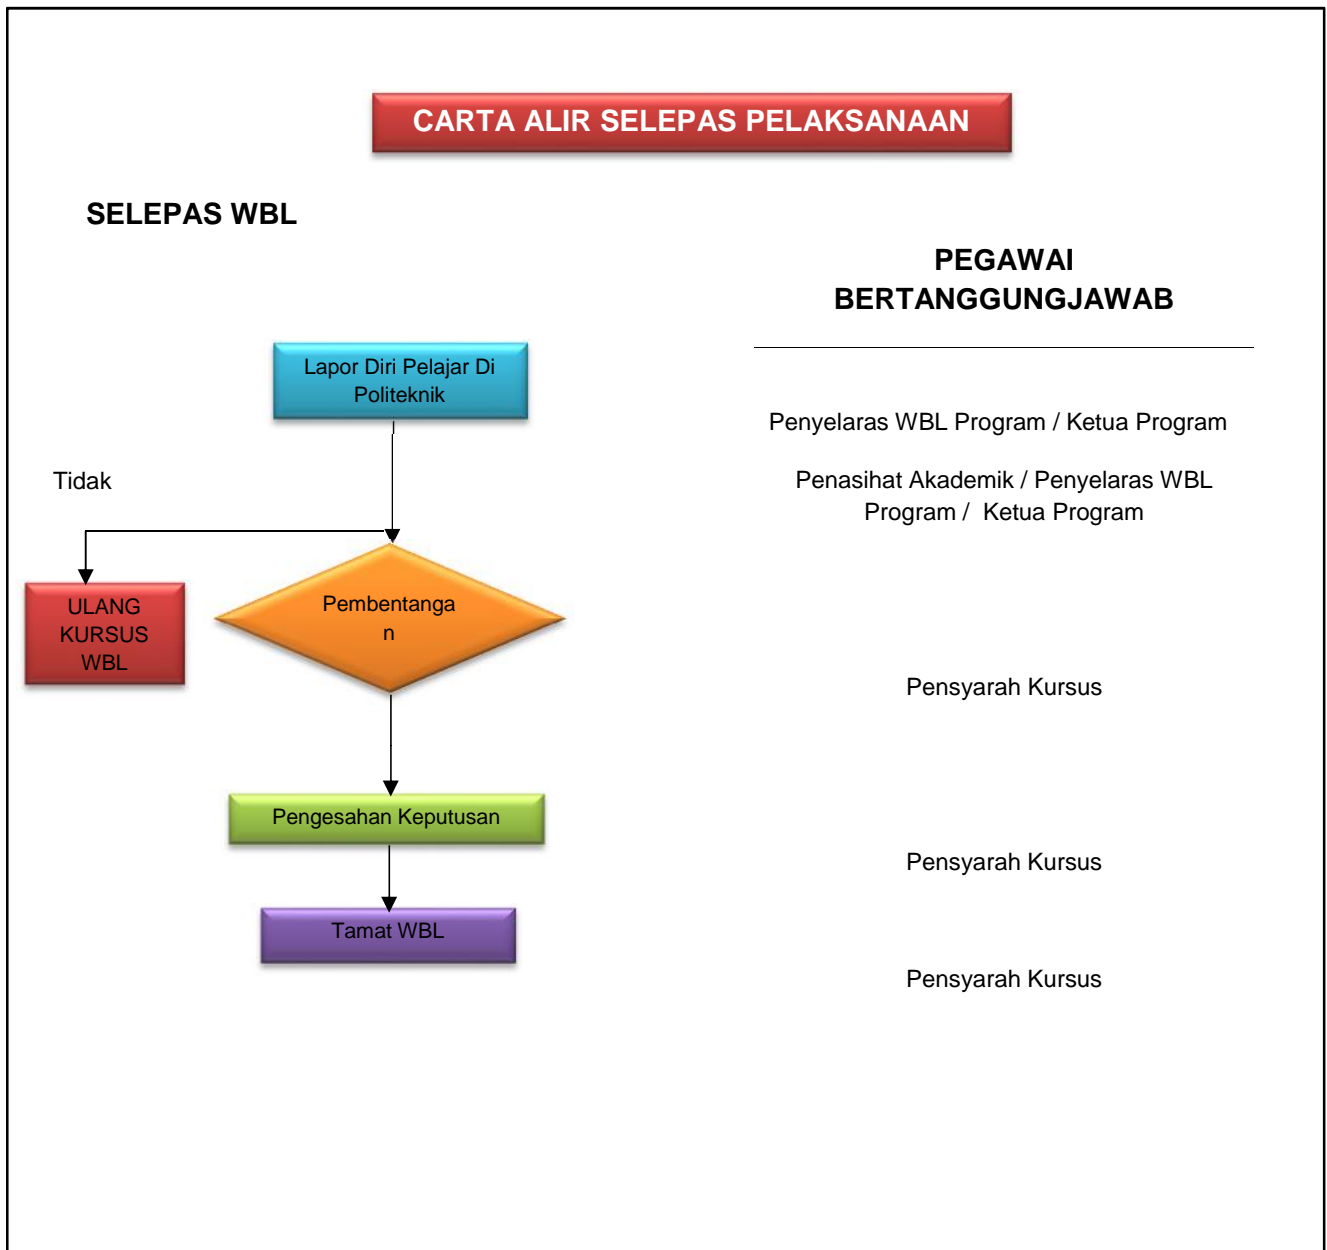 CARTA ALIR SELEPAS PELAKSANAAN
SELEPAS WBL
PEGAWAI
BERTANGGUNGJAWAB
Lapor Diri Pelajar Di
Politeknik
Penyelaras WBL Program / Ketua Program
Tidak
Penasihat Akademik / Penyelaras WBL
Program / Ketua Program
ULANG
KURSUS
WBL
Pembentanga
n
Pensyarah Kursus
Pengesahan Keputusan
Pensyarah Kursus
Tamat WBL
Pensyarah Kursus